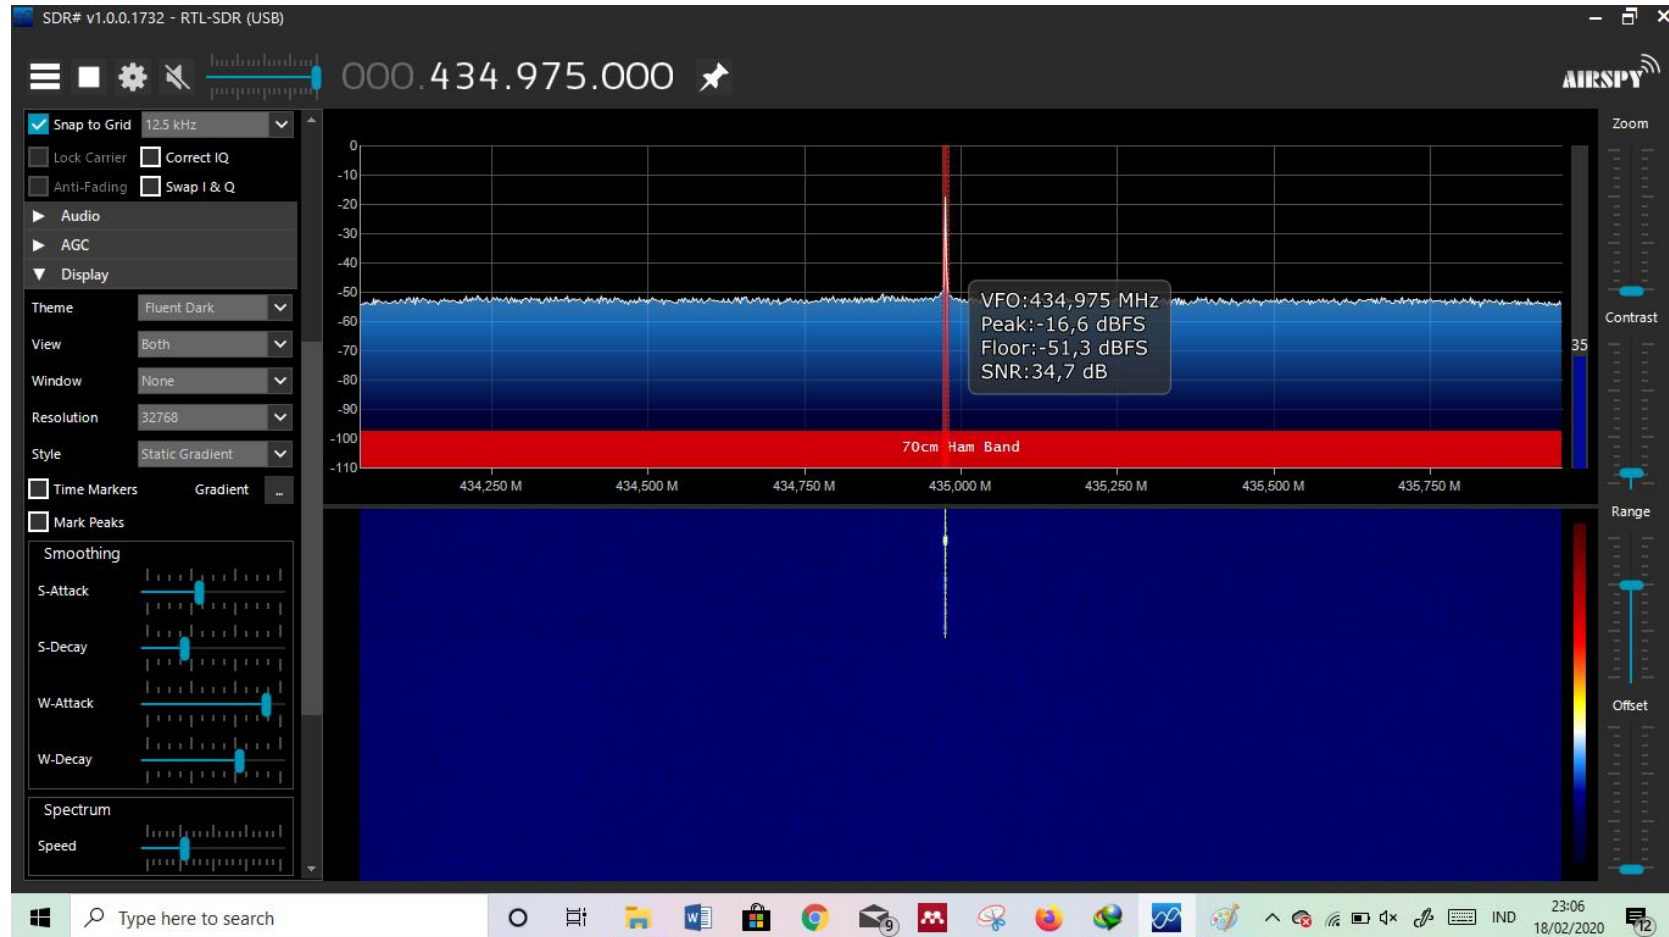 SDR# v1.0.0.1732 - RTL-SDR (USB)
000.434.975.000
AIRSPY
Snap to Grid 12.5 kHz
Lock Carrier Correct IQ
Anti-Fading Swap I & Q
Audio
AGC
Display
Theme Fluent Dark
View Both
Window None
Resolution 32768
Style Static Gradient
Time Markers Gradient ...
Mark Peaks
Smoothing
S-Attack
S-Decay
W-Attack
W-Decay
Spectrum
Speed
0
-10
-20
-30
-40
-50
-60
-70
-80
-90
-100
-110
VFO:434,975 MHz
Peak:-16,6 dBFS
Floor:-51,3 dBFS
SNR:34,7 dB
70cm Ham Band
434,250 M 434,500 M 434,750 M 435,000 M 435,250 M 435,500 M 435,750 M
35
Zoom
Contrast
Range
Offset
Type here to search
W
9
IND
23:06
18/02/2020
12